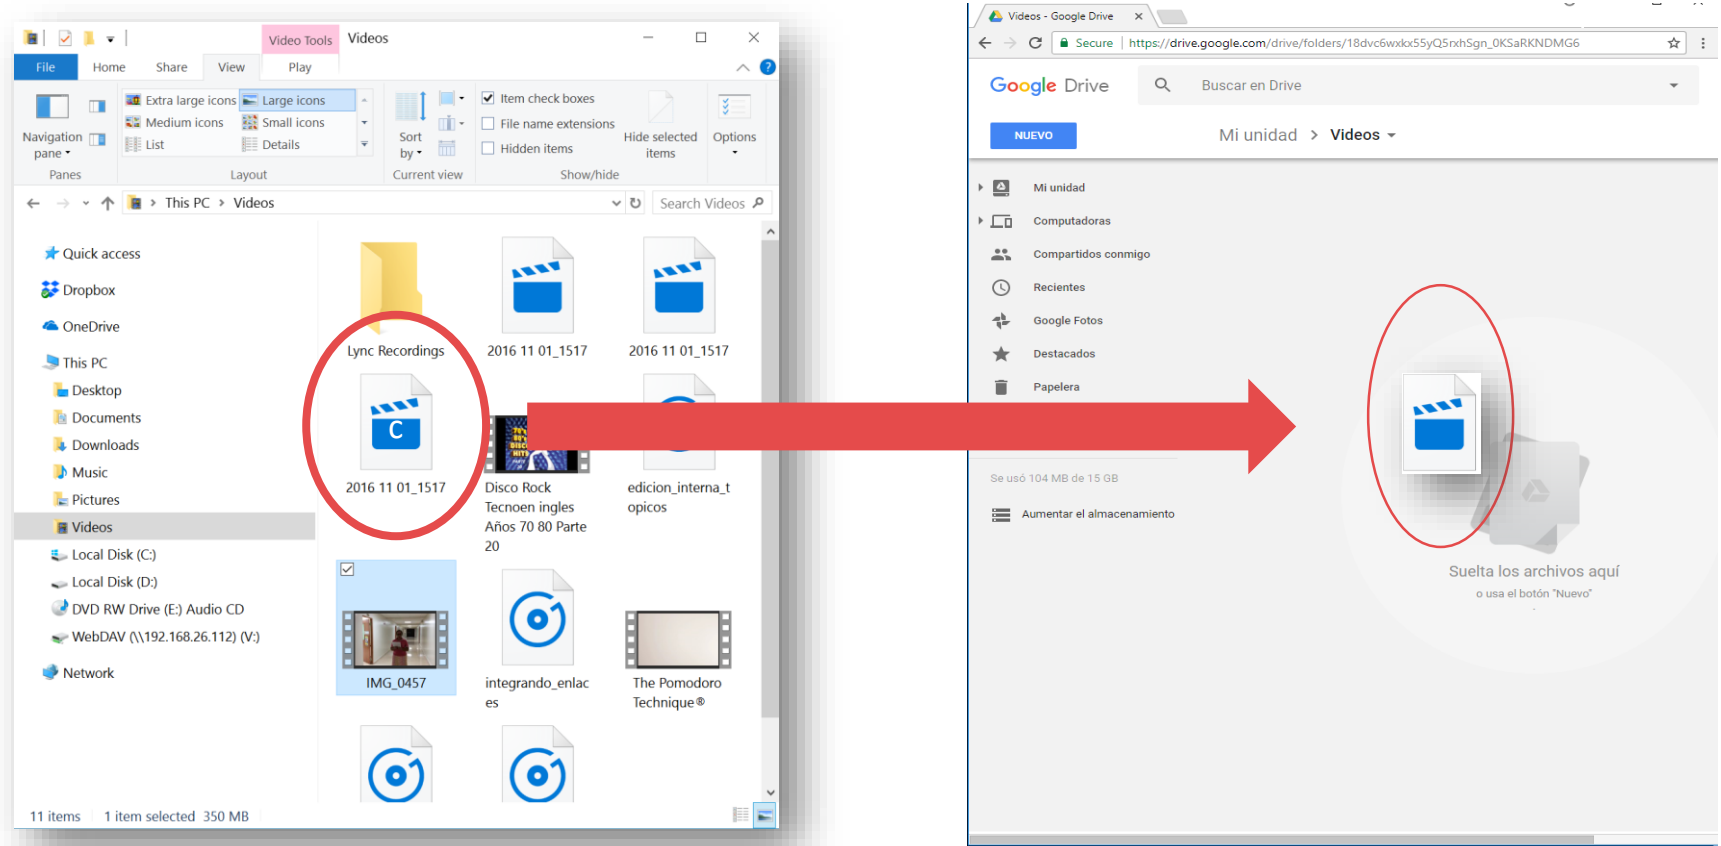 Video Tools
Videos
File
Home
Share
View
Play
Extra large icons
Large icons
Medium icons
Small icons
List
Details
Navigation
pane
Sort
by
Item check boxes
File name extensions
Hidden items
Hide selected
items
Options
Panes
Layout
Current view
Show/hide
This PC > Videos
Search Videos
Quick access
Dropbox
OneDrive
This PC
Desktop
Documents
Downloads
Music
Pictures
Videos
Local Disk (C:)
Local Disk (D:)
DVD RW Drive (E:) Audio CD
WebDAV (\\192.168.26.112) (V:)
Network
Lync Recordings
2016 11 01_1517
2016 11 01_1517
C
2016 11 01_1517
Disco Rock
Tecnoen ingles
Años 70 80 Parte
20
edicion_interna_t
opicos
IMG_0457
integrando_enlac
es
The Pomodoro
Technique®
11 items
1 item selected 350 MB
Videos - Google Drive
Secure
https://drive.google.com/drive/folders/18dvc6wxkx55yQ5rxhSgn_0KSaRKNDMG6
Google Drive
Buscar en Drive
NUEVO
Mi unidad > Videos
Mi unidad
Computadoras
Compartidos conmigo
Recientes
Google Fotos
Destacados
Papelera
Se usó 104 MB de 15 GB
Aumentar el almacenamiento
Suelta los archivos aquí
o usa el botón "Nuevo"